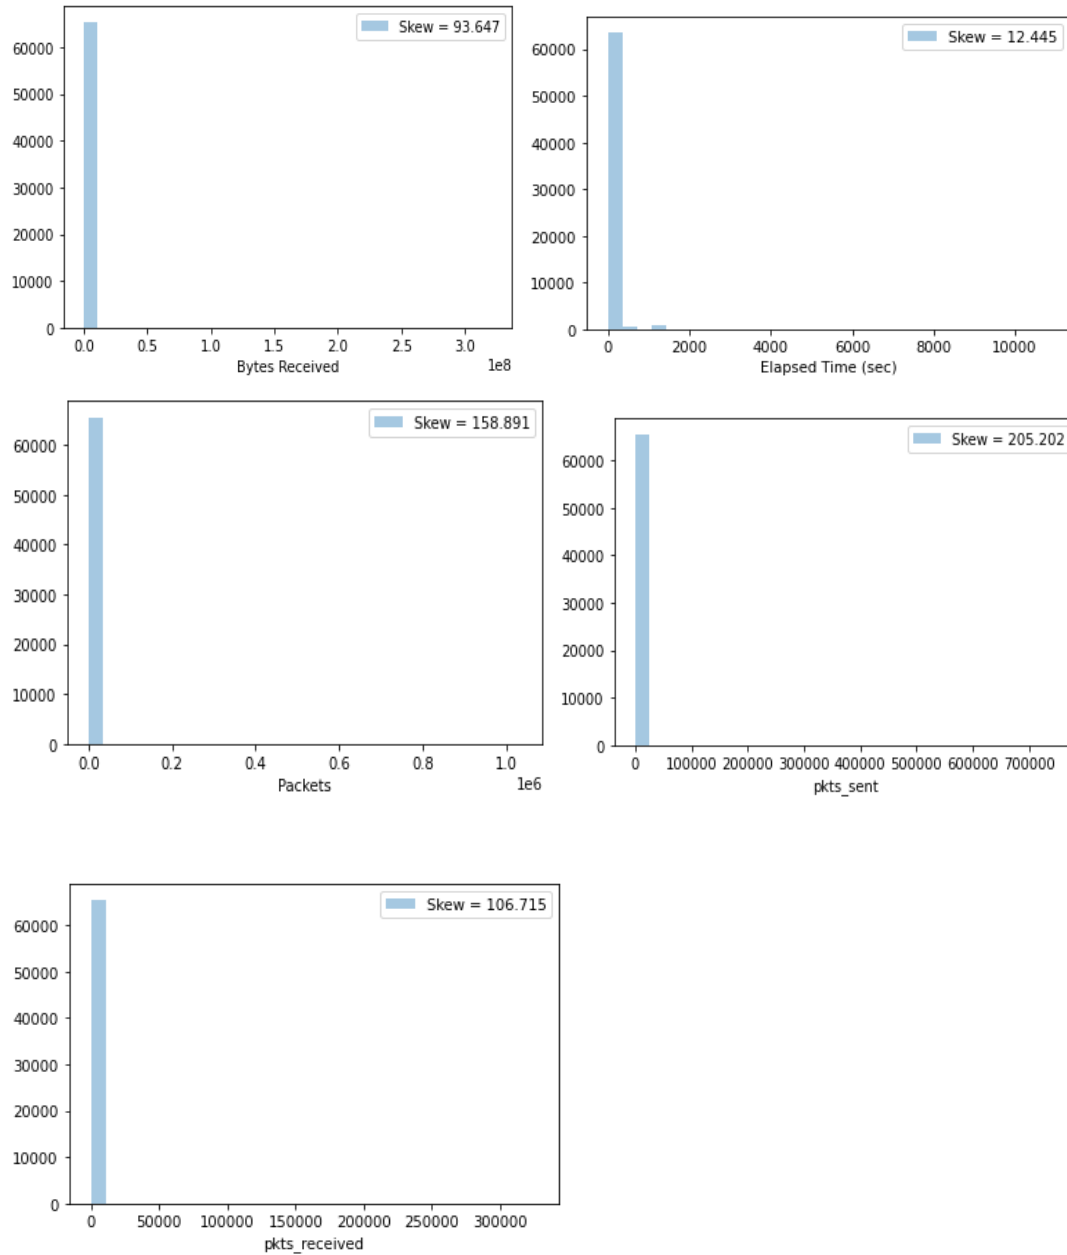 Skew = 93.647
60000
50000
40000
30000
20000
10000
0
0.0 0.5 1.0 1.5 2.0 2.5 3.0
Bytes Received
1e8
Skew = 12.445
60000
50000
40000
30000
20000
10000
0
0 2000 4000 6000 8000 10000
Elapsed Time (sec)
Skew = 158.891
60000
50000
40000
30000
20000
10000
0
0.0 0.2 0.4 0.6 0.8 1.0
Packets
1e6
Skew = 205.202
60000
50000
40000
30000
20000
10000
0
0 100000 200000 300000 400000 500000 600000 700000
pkts_sent
Skew = 106.715
60000
50000
40000
30000
20000
10000
0
0 50000 100000 150000 200000 250000 300000
pkts_received